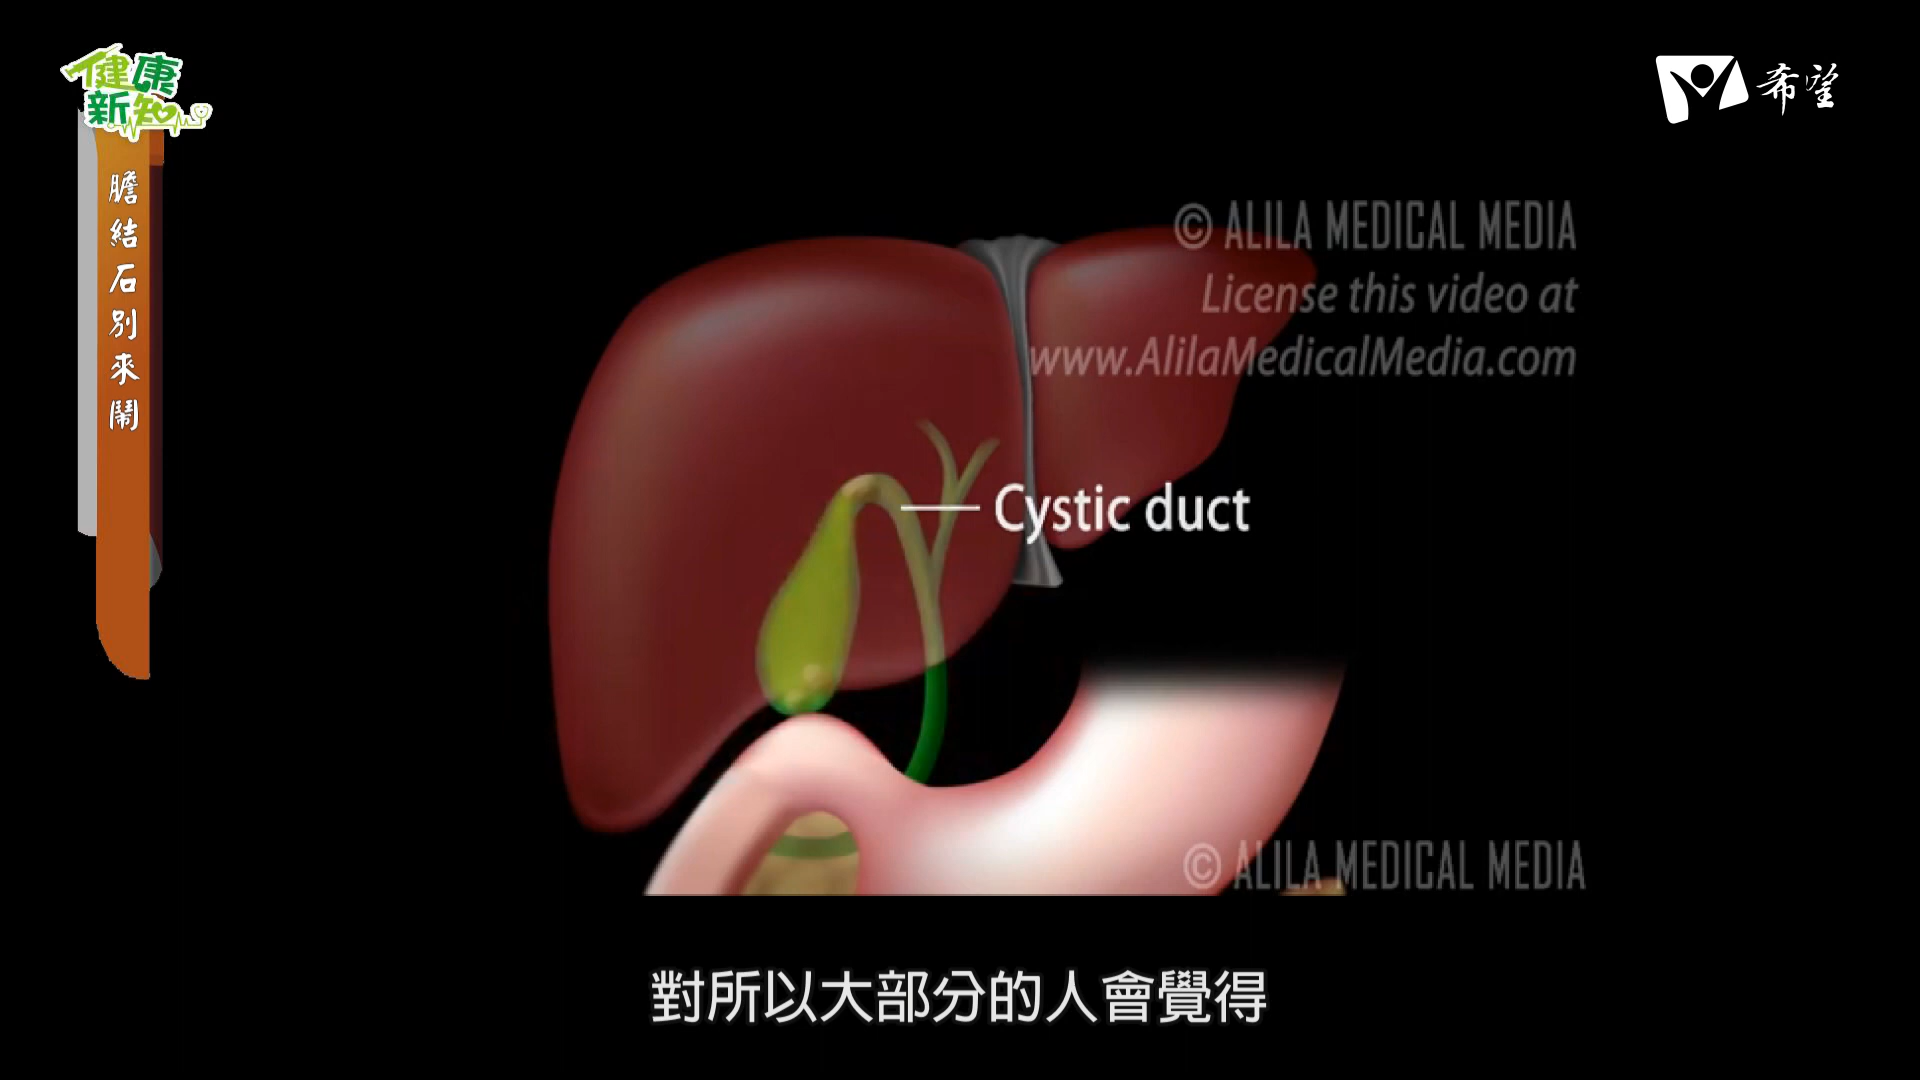 健康
新知
希望
膽結石別來鬧
© ALILA MEDICAL MEDIA
License this video at
www.AlilaMedicalMedia.com
Cystic duct
© ALILA MEDICAL MEDIA
對所以大部分的人會覺得